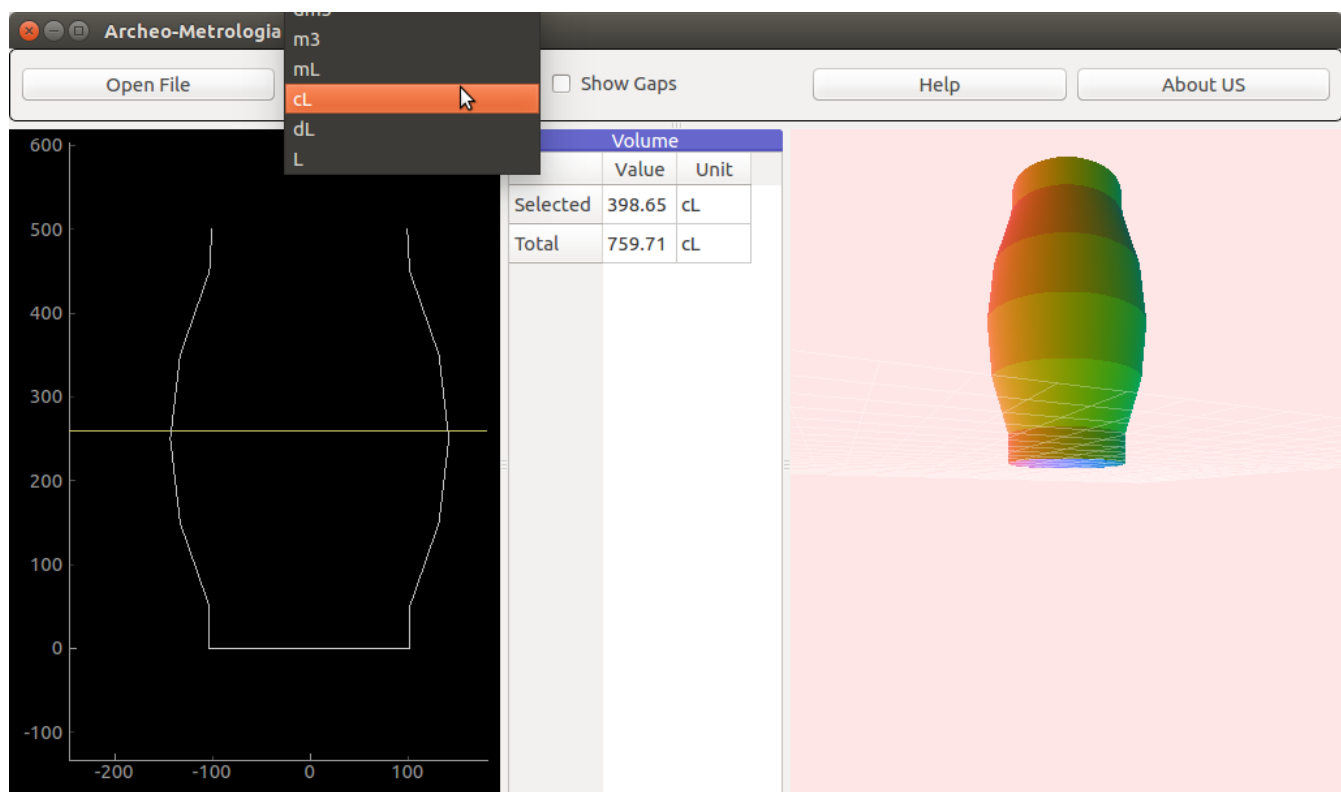 Archeo-Metrologia
dm3
m3
mL
cL
dL
L
Open File
Show Gaps
Help
About US
600
500
400
300
200
100
0
-100
-200 -100 0 100
Volume
Value Unit
Selected 398.65 cL
Total 759.71 cL